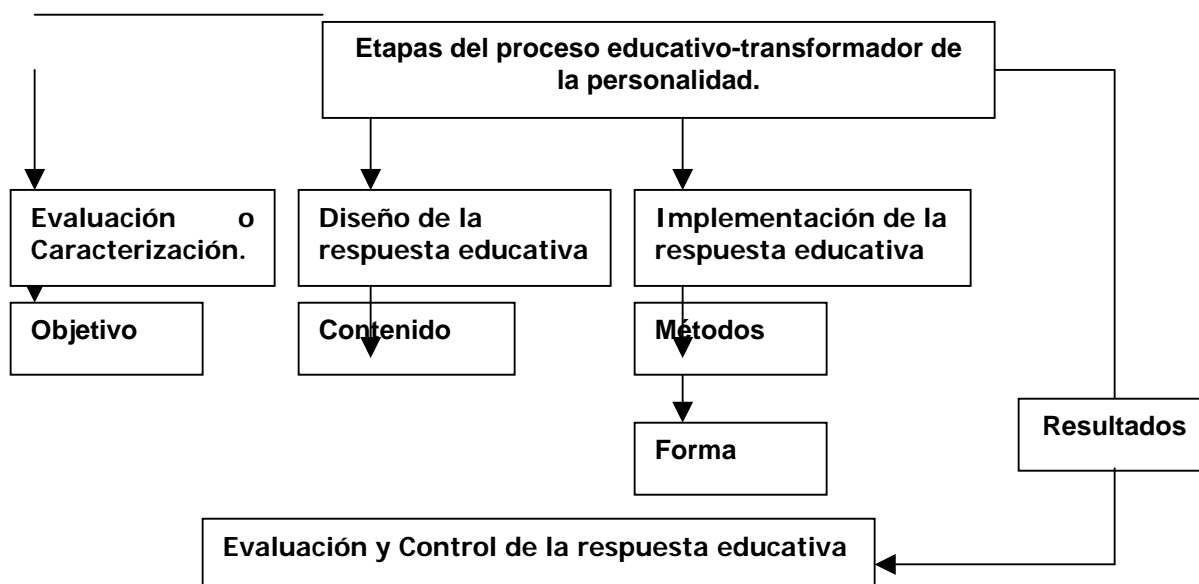 Etapas del proceso educativo-transformador de
la personalidad.
Evaluación o
Caracterización.
Diseño de la
respuesta educativa
Implementación de la
respuesta educativa
Objetivo
Contenido
Métodos
Forma
Resultados
Evaluación y Control de la respuesta educativa